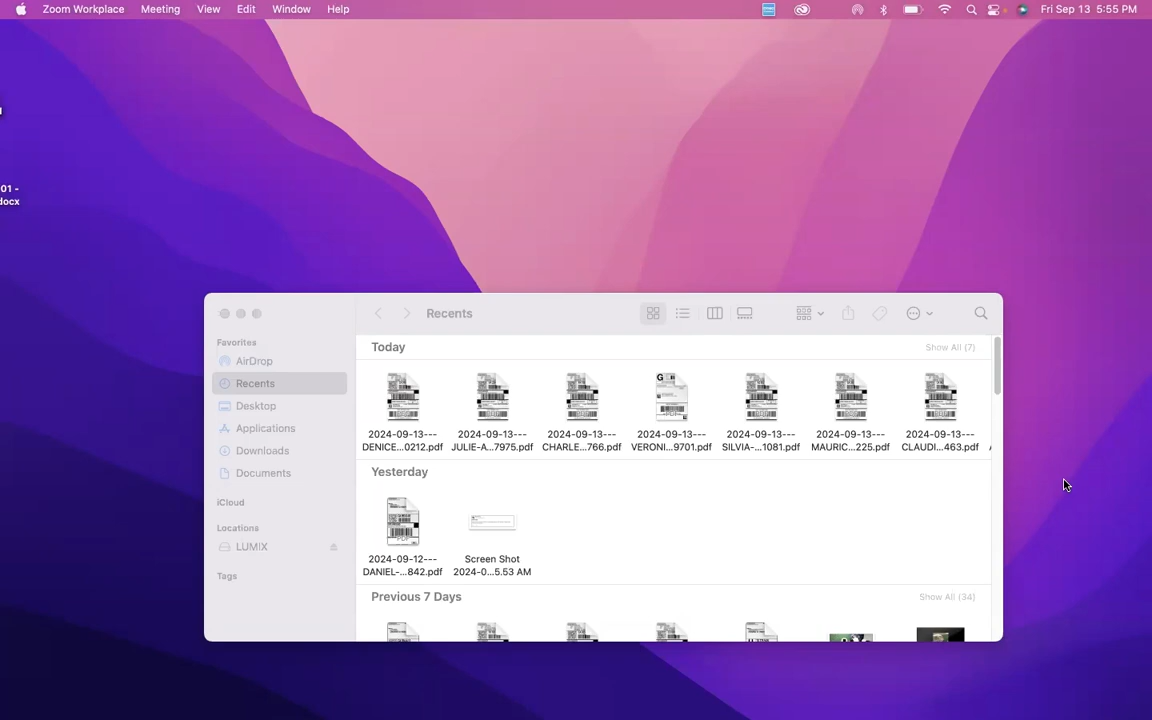 Zoom Workplace Meeting View Edit Window Help Fri Sep 13 5:55 PM
01 -
docx
Recents
Favorites
AirDrop
Recents
Desktop
Applications
Downloads
Documents
iCloud
Locations
LUMIX
Tags
Today Show All (7)
2024-09-13--- 2024-09-13--- 2024-09-13--- 2024-09-13--- 2024-09-13--- 2024-09-13--- 2024-09-13---
DENICE...0212.pdf JULIE-A...7975.pdf CHARLE...766.pdf VERONI...9701.pdf SILVIA-...1081.pdf MAURIC...225.pdf CLAUDI...463.pdf
Yesterday
2024-09-12--- Screen Shot
DANIEL-...842.pdf 2024-0...5.53 AM
Previous 7 Days Show All (34)